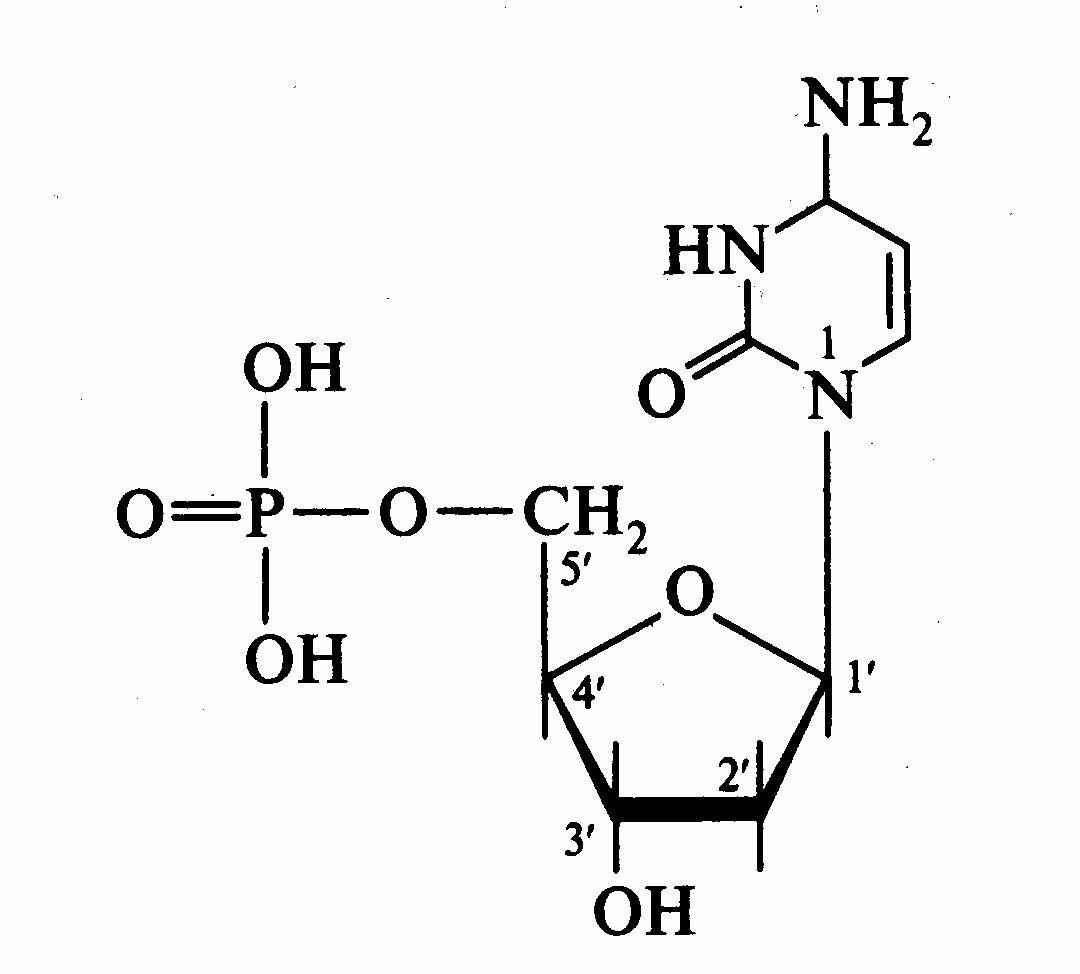 NH₂
HN
1
O
N
OH
O=P—O—CH₂
5′
O
OH
4′
1′
2′
3′
OH